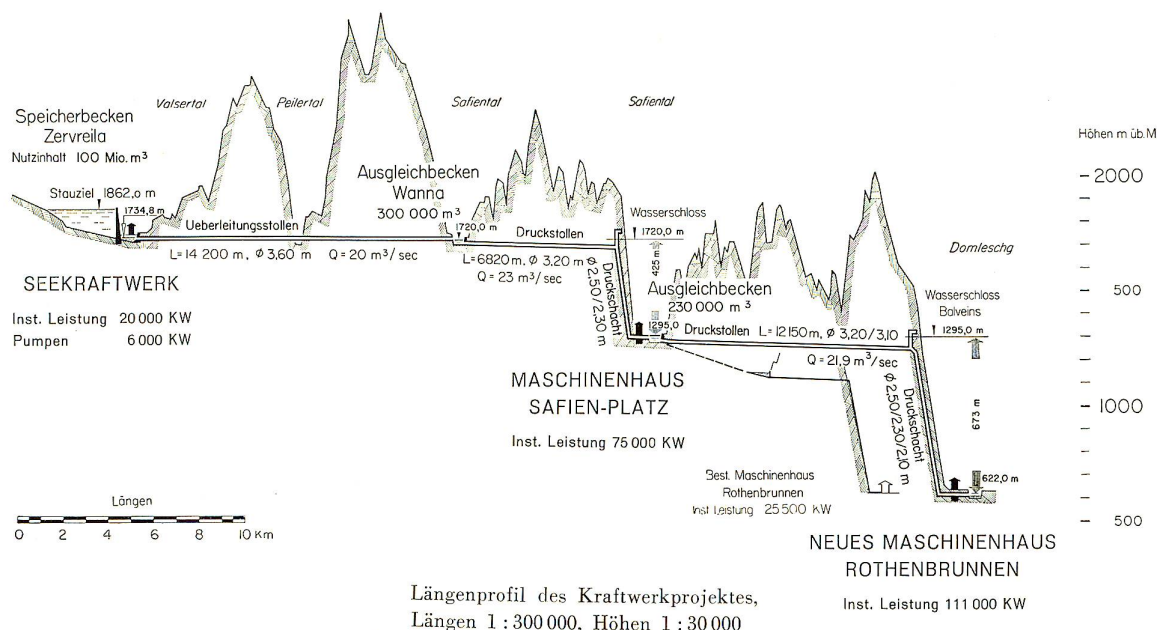 Valsertal
Peilertal
Safiental
Safiental
Speicherbecken
Zervreila
Nutzinhalt 100 Mio. m³
Höhen m üb.M
Stauziel 1862,0 m
1734,8 m
Ausgleichbecken
Wanna
300 000 m³
1720,0 m
2000
Ueberleitungsstollen
L=14 200 m, ø 3,60 m Q = 20 m³/sec
Druckstollen
L=6820m, ø 3,20 m
Q = 23 m³/sec
Wasserschloss
1720,0 m
425 m
Druckschacht
ø 2,50/2,30 m
Domleschg
SEEKRAFTWERK
Inst. Leistung 20 000 KW
Pumpen 6 000 KW
Ausgleichbecken
230 000 m³
1295,0
Druckstollen L=12150m, ø 3,20/3,10
Q = 21,9 m³/sec
500
Wasserschloss
Balveins
1295,0 m
MASCHINENHAUS
SAFIEN-PLATZ
Inst. Leistung 75 000 KW
Druckschacht
ø 2,50/2,30/2,10 m
673 m
1000
Best. Maschinenhaus
Rothenbrunnen
Inst Leistung 25 500 KW
622,0 m
500
Längen
0 2 4 6 8 10 Km
NEUES MASCHINENHAUS
ROTHENBRUNNEN
Inst. Leistung 111 000 KW
Längenprofil des Kraftwerkprojektes,
Längen 1 : 300 000, Höhen 1 : 30 000